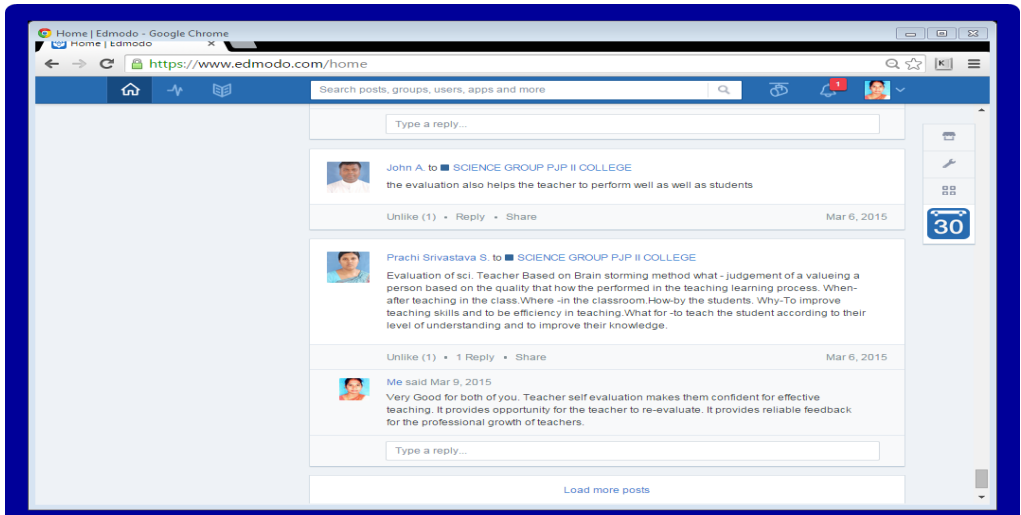 Home | Edmodo - Google Chrome
Home | Edmodo
https://www.edmodo.com/home
Search posts, groups, users, apps and more
1
Type a reply...
John A. to SCIENCE GROUP PJP II COLLEGE
the evaluation also helps the teacher to perform well as well as students
Unlike (1) • Reply • Share Mar 6, 2015
30
Prachi Srivastava S. to SCIENCE GROUP PJP II COLLEGE
Evaluation of sci. Teacher Based on Brain storming method what - judgement of a valueing a
person based on the quality that how the performed in the teaching learning process. When-
after teaching in the class.Where -in the classroom.How-by the students. Why-To improve
teaching skills and to be efficiency in teaching.What for -to teach the student according to their
level of understanding and to improve their knowledge.
Unlike (1) • 1 Reply • Share Mar 6, 2015
Me said Mar 9, 2015
Very Good for both of you. Teacher self evaluation makes them confident for effective
teaching. It provides opportunity for the teacher to re-evaluate. It provides reliable feedback
for the professional growth of teachers.
Type a reply...
Load more posts